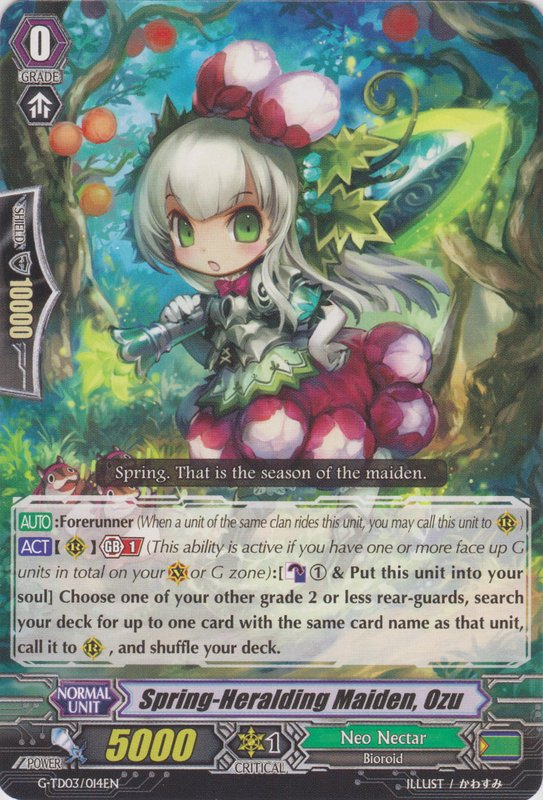 0
GRADE
SHIELD
10000
Spring. That is the season of the maiden.
AUTO:Forerunner (When a unit of the same clan rides this unit, you may call this unit to R)
ACT[R] GB 1 (This ability is active if you have one or more face up G
units in total on your V or G zone):[① & Put this unit into your
soul] Choose one of your other grade 2 or less rear-guards, search
your deck for up to one card with the same card name as that unit,
call it to R, and shuffle your deck.
NORMAL
UNIT
Spring-Heralding Maiden, Ozu
POWER
5000
1
CRITICAL
Neo Nectar
Bioroid
G-TD03/014EN
ILLUST / かわすみ